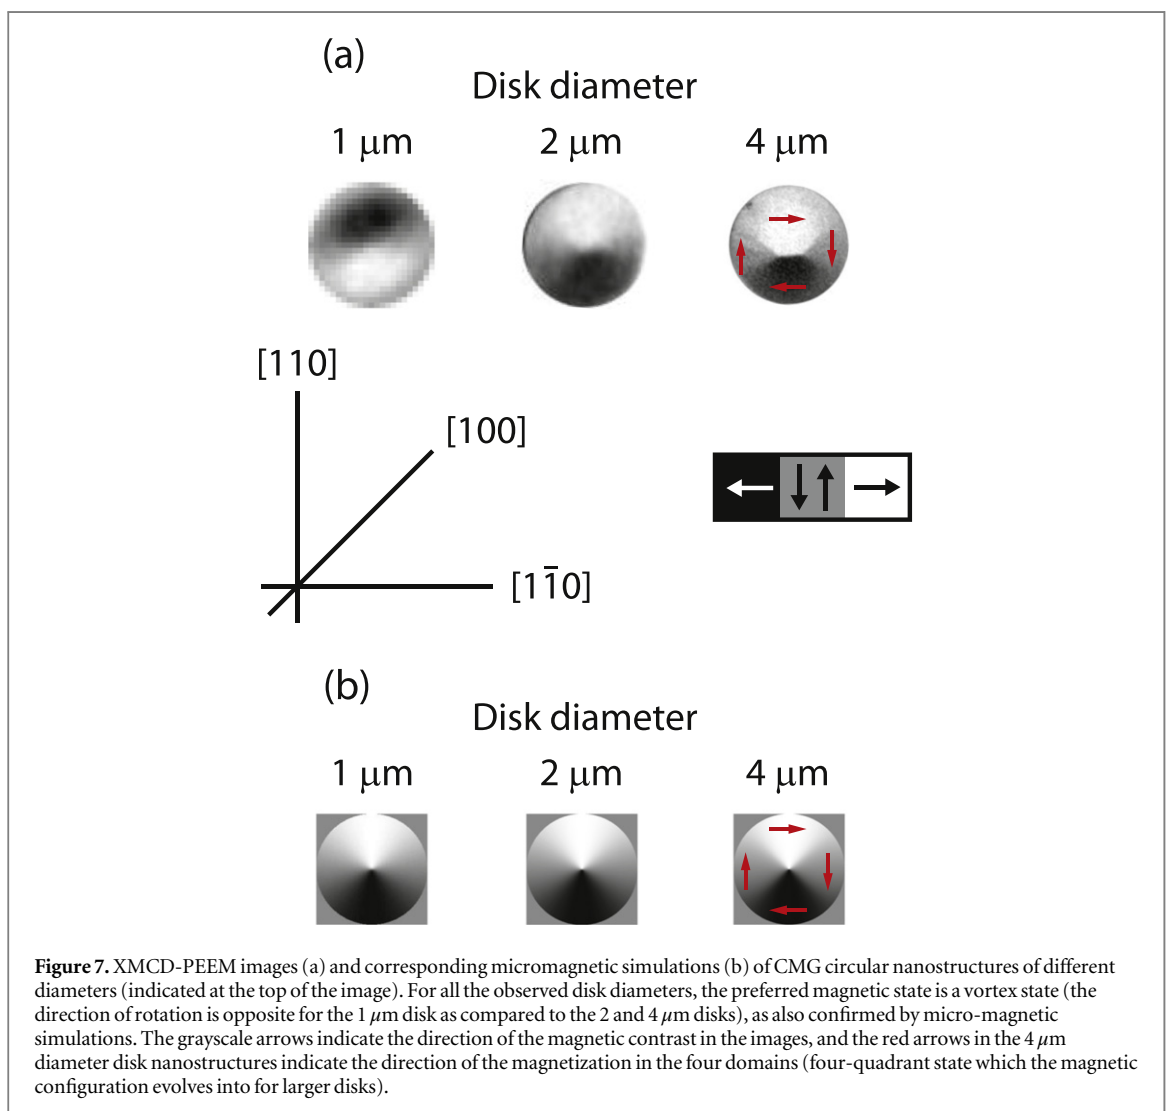 (a)
Disk diameter
1 μm 2 μm 4 μm
[110]
[100]
[11̅0]
(b)
Disk diameter
1 μm 2 μm 4 μm
Figure 7. XMCD-PEEM images (a) and corresponding micromagnetic simulations (b) of CMG circular nanostructures of different
diameters (indicated at the top of the image). For all the observed disk diameters, the preferred magnetic state is a vortex state (the
direction of rotation is opposite for the 1 μm disk as compared to the 2 and 4 μm disks), as also confirmed by micro-magnetic
simulations. The grayscale arrows indicate the direction of the magnetic contrast in the images, and the red arrows in the 4 μm
diameter disk nanostructures indicate the direction of the magnetization in the four domains (four-quadrant state which the magnetic
configuration evolves into for larger disks).